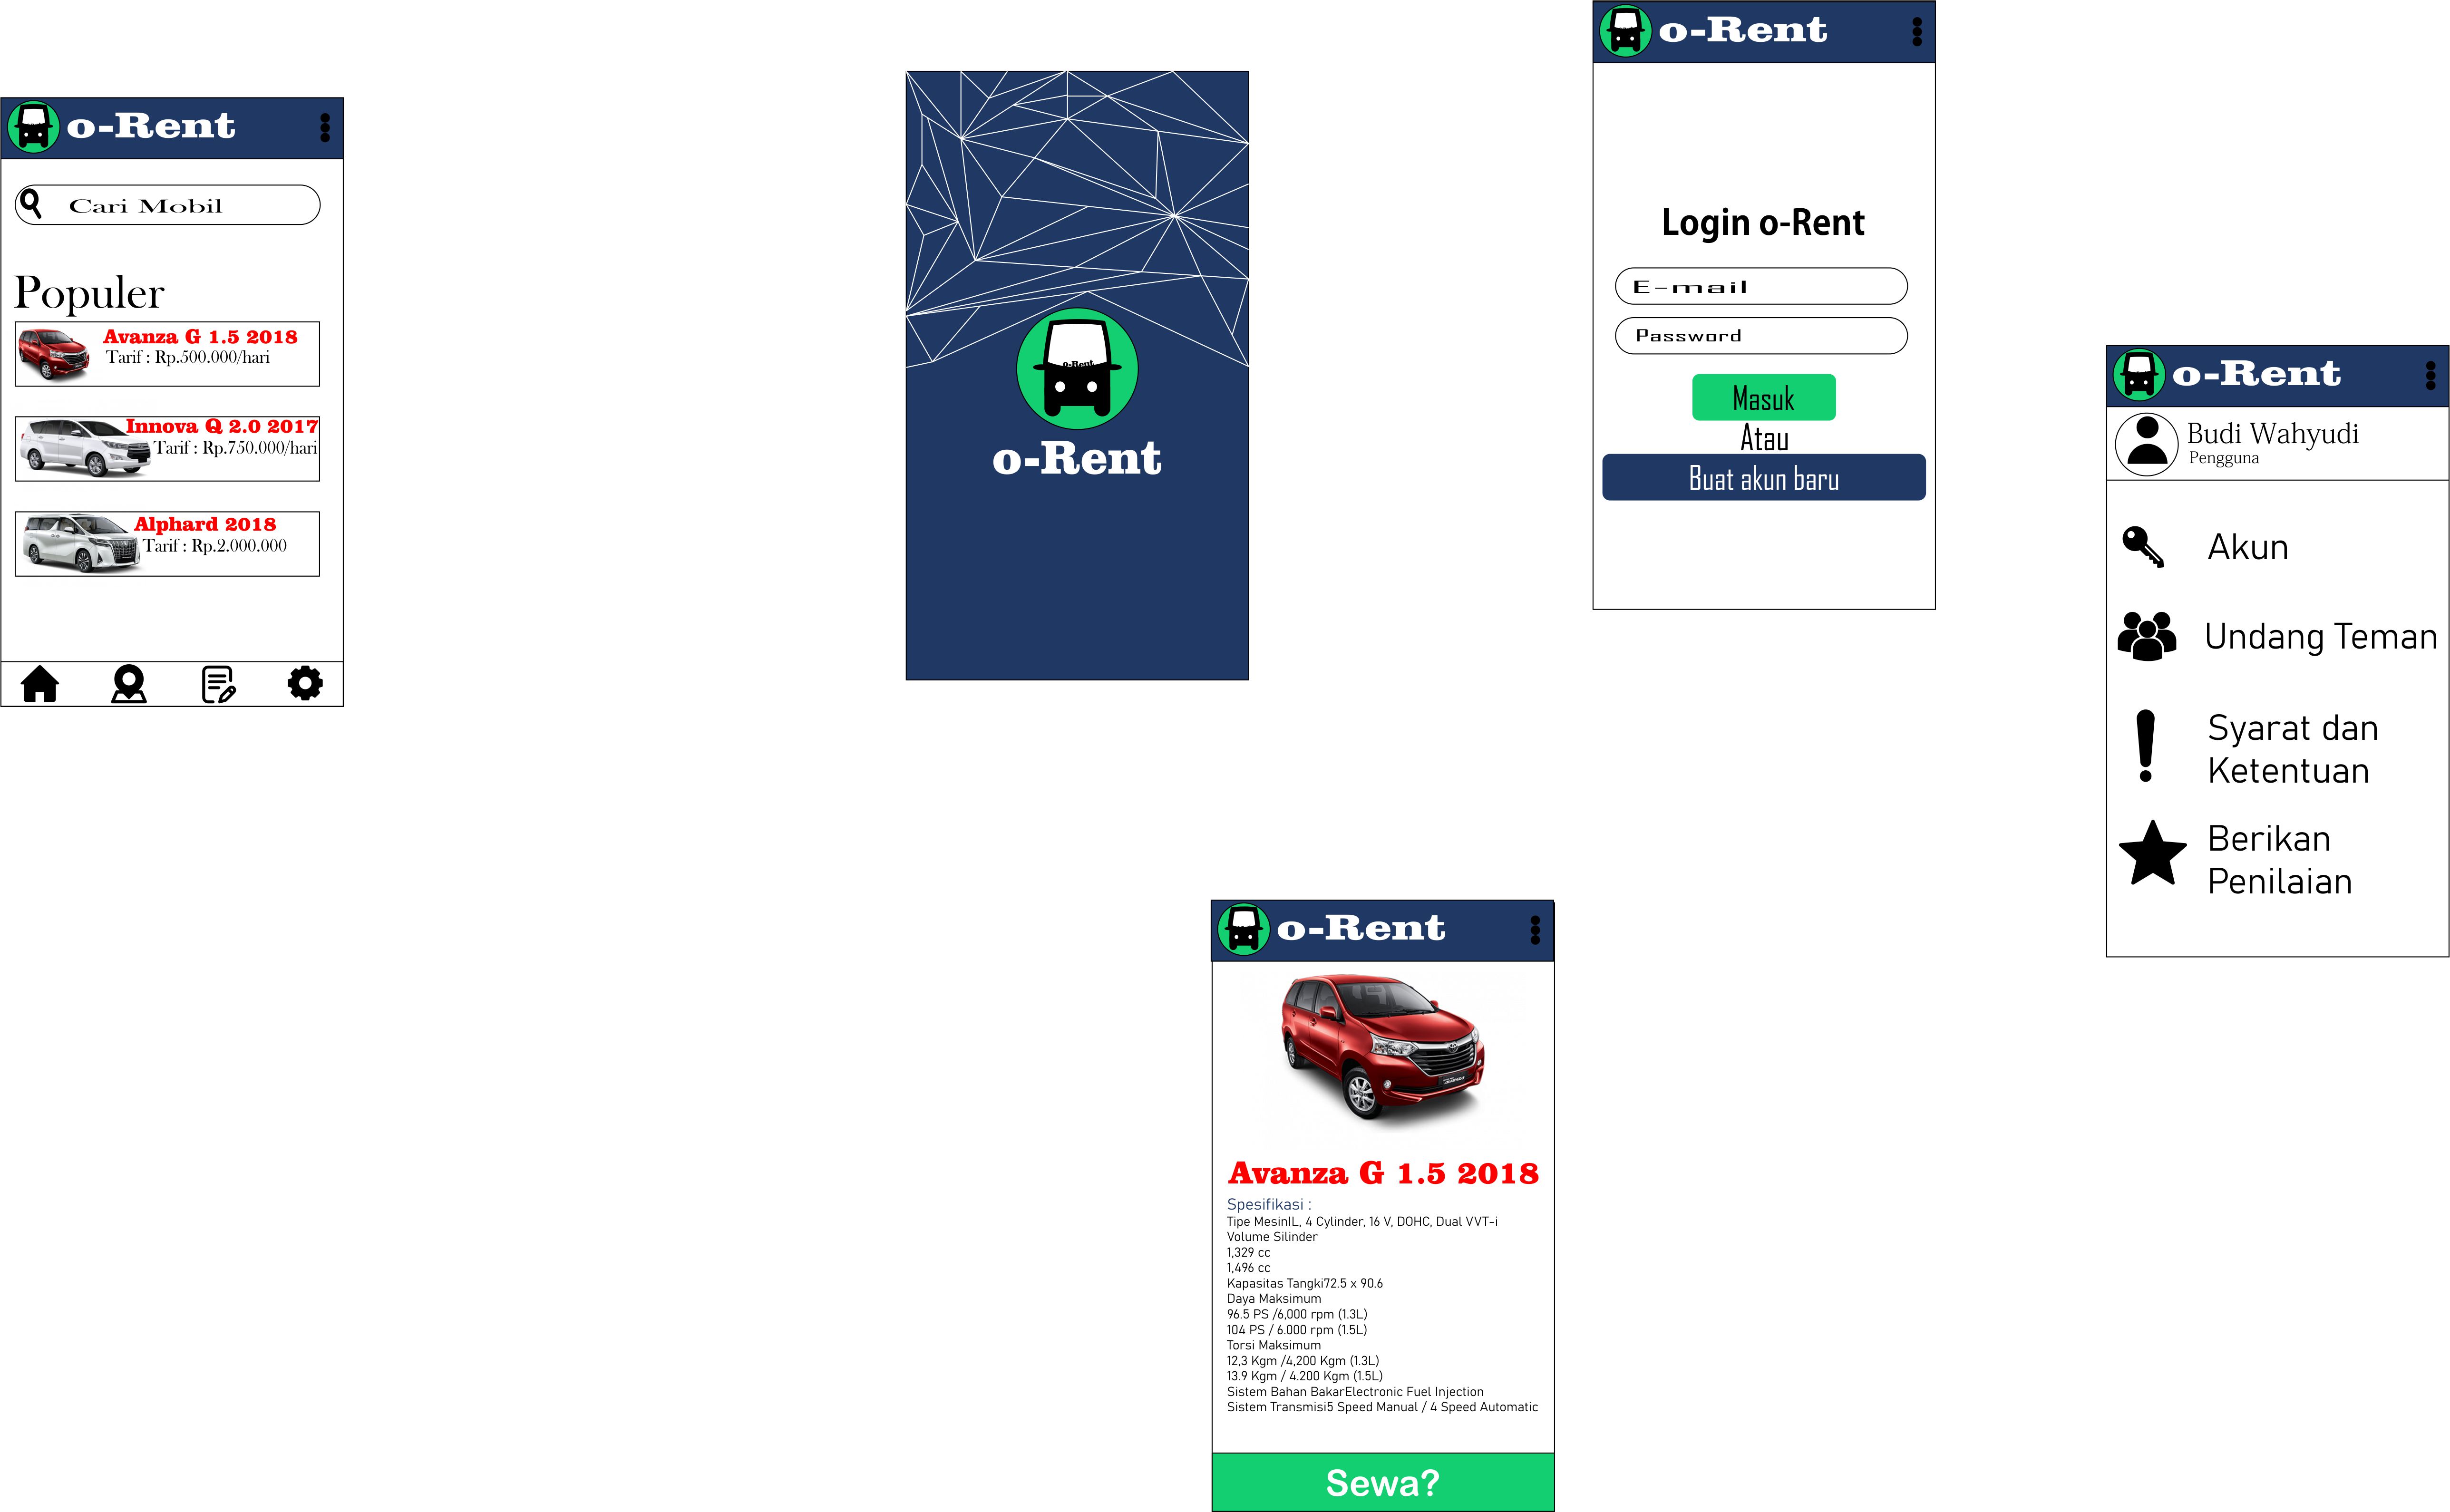 o-Rent
Cari Mobil
Populer
Avanza G 1.5 2018
Tarif : Rp.500.000/hari
Innova Q 2.0 2017
Tarif : Rp.750.000/hari
Alphard 2018
Tarif : Rp.2.000.000
o-Rent
o-Rent
o-Rent
Login o-Rent
E-mail
Password
Masuk
Atau
Buat akun baru
o-Rent
Budi Wahyudi
Pengguna
Akun
Undang Teman
Syarat dan
Ketentuan
Berikan
Penilaian
o-Rent
Avanza G 1.5 2018
Spesifikasi :
Tipe MesinIL, 4 Cylinder, 16 V, DOHC, Dual VVT-i
Volume Silinder
1,329 cc
1,496 cc
Kapasitas Tangki72.5 x 90.6
Daya Maksimum
96.5 PS /6,000 rpm (1.3L)
104 PS / 6.000 rpm (1.5L)
Torsi Maksimum
12,3 Kgm /4,200 Kgm (1.3L)
13.9 Kgm / 4.200 Kgm (1.5L)
Sistem Bahan BakarElectronic Fuel Injection
Sistem Transmisi5 Speed Manual / 4 Speed Automatic
Sewa?